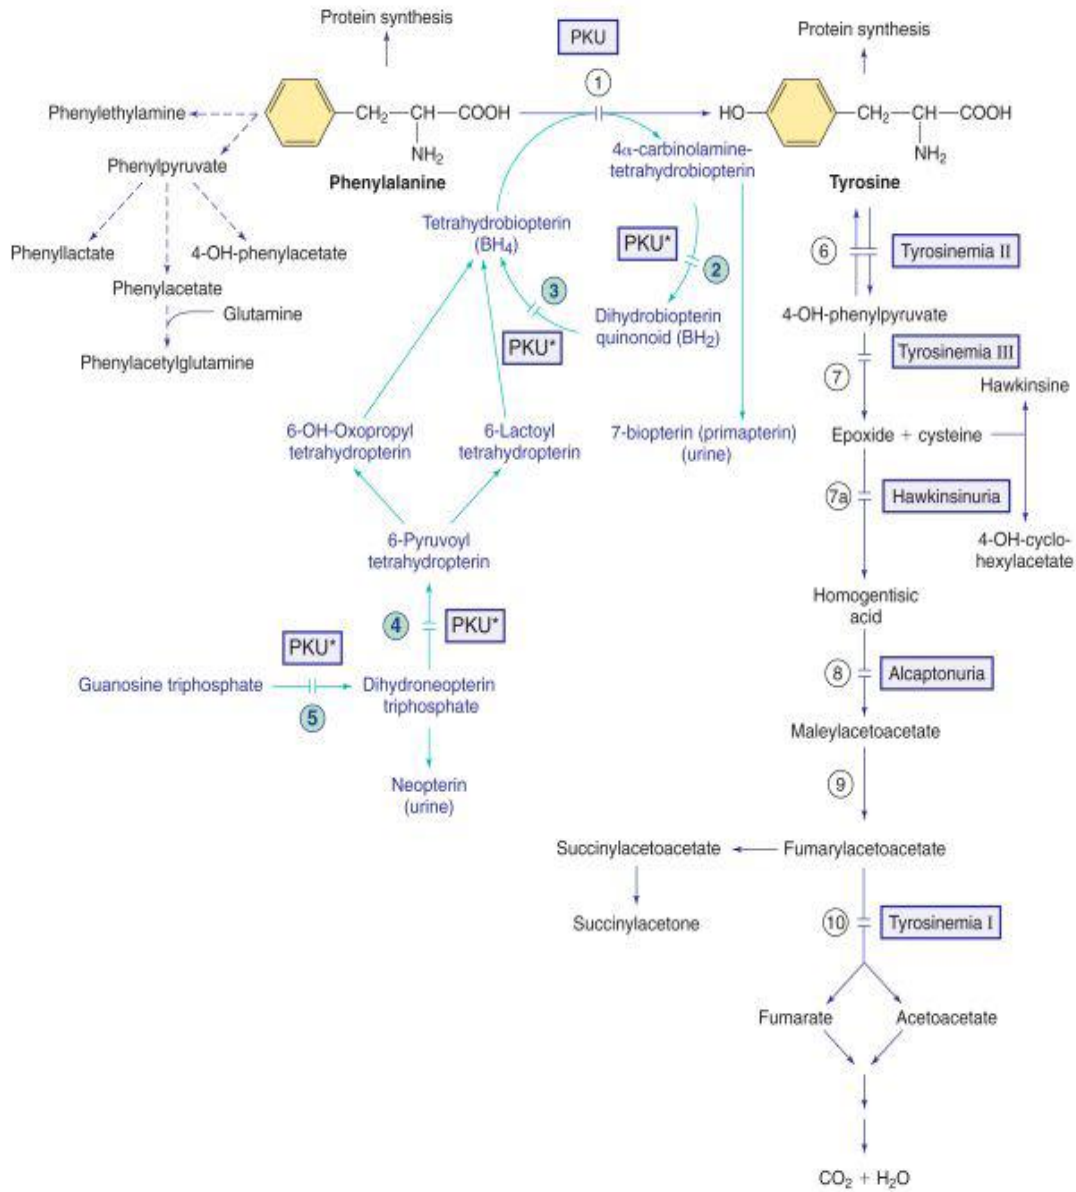 Protein synthesis
PKU
Protein synthesis
1
Phenylethylamine
CH₂—CH—COOH
NH₂
HO
CH₂—CH—COOH
NH₂
Phenylpyruvate
Phenylalanine
4α-carbinolamine-
tetrahydrobiopterin
Tyrosine
Phenyllactate
4-OH-phenylacetate
Tetrahydrobiopterin
(BH₄)
PKU*
2
6
Tyrosinemia II
Phenylacetate
Glutamine
3
PKU*
Dihydrobiopterin
quinonoid (BH₂)
4-OH-phenylpyruvate
Phenylacetylglutamine
7
Tyrosinemia III
Hawkinsine
6-OH-Oxopropyl
tetrahydropterin
6-Lactoyl
tetrahydropterin
7-biopterin (primapterin)
(urine)
Epoxide + cysteine
7a
Hawkinsinuria
6-Pyruvoyl
tetrahydropterin
4-OH-cyclo-
hexylacetate
Homogentisic
acid
4
PKU*
PKU*
Guanosine triphosphate
5
Dihydroneopterin
triphosphate
8
Alcaptonuria
Maleylacetoacetate
Neopterin
(urine)
9
Succinylacetoacetate
Fumarylacetoacetate
Succinylacetone
10
Tyrosinemia I
Fumarate
Acetoacetate
CO₂ + H₂O